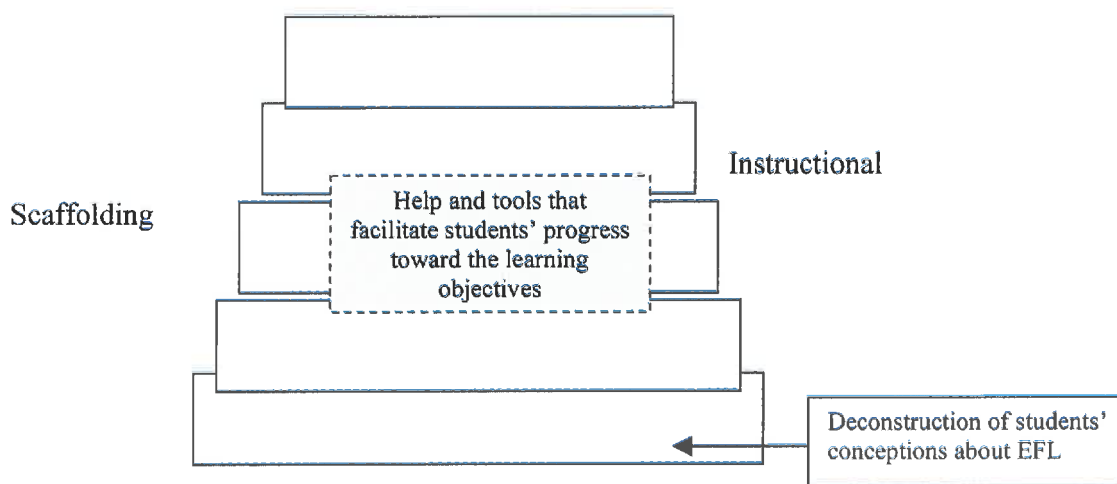 Instructional
Scaffolding
Help and tools that
facilitate students' progress
toward the learning
objectives
Deconstruction of students'
conceptions about EFL